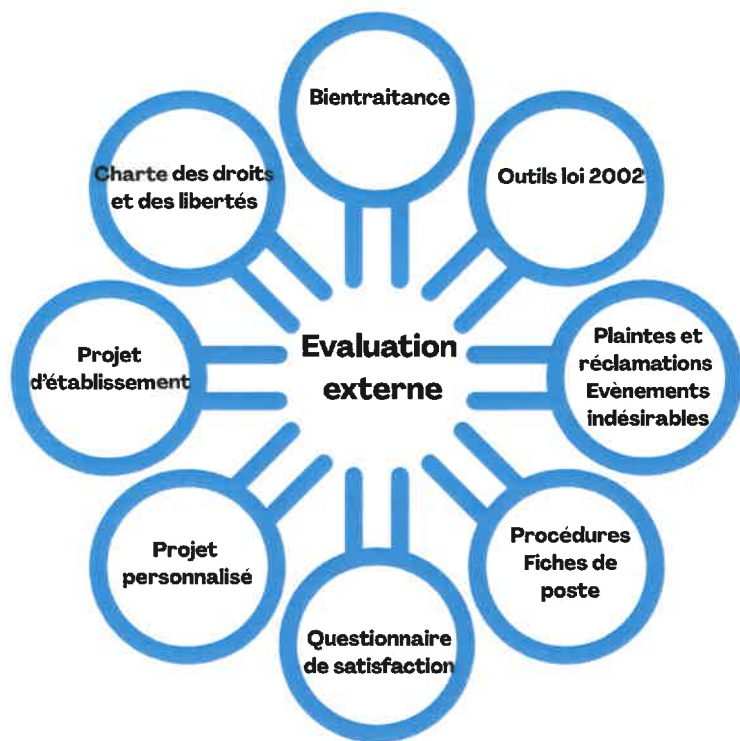 Bientraitance
Outils loi 2002
Plaintes et
réclamations
Evènements
indésirables
Procédures
Fiches de
poste
Questionnaire
de satisfaction
Projet
personnalisé
Projet
d'établissement
Charte des droits
et des libertés
Evaluation
externe